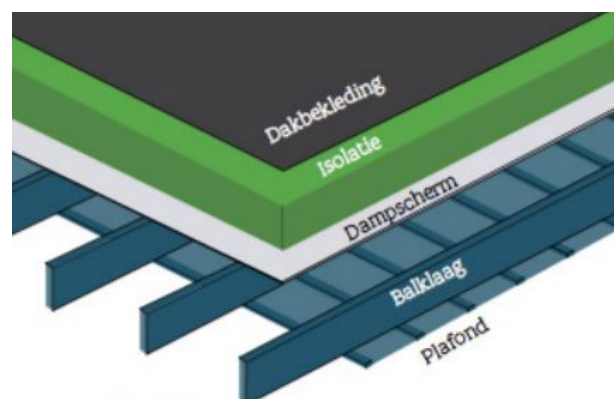 Dakbekleding
Isolatie
Dampscherm
Balklaag
Plafond